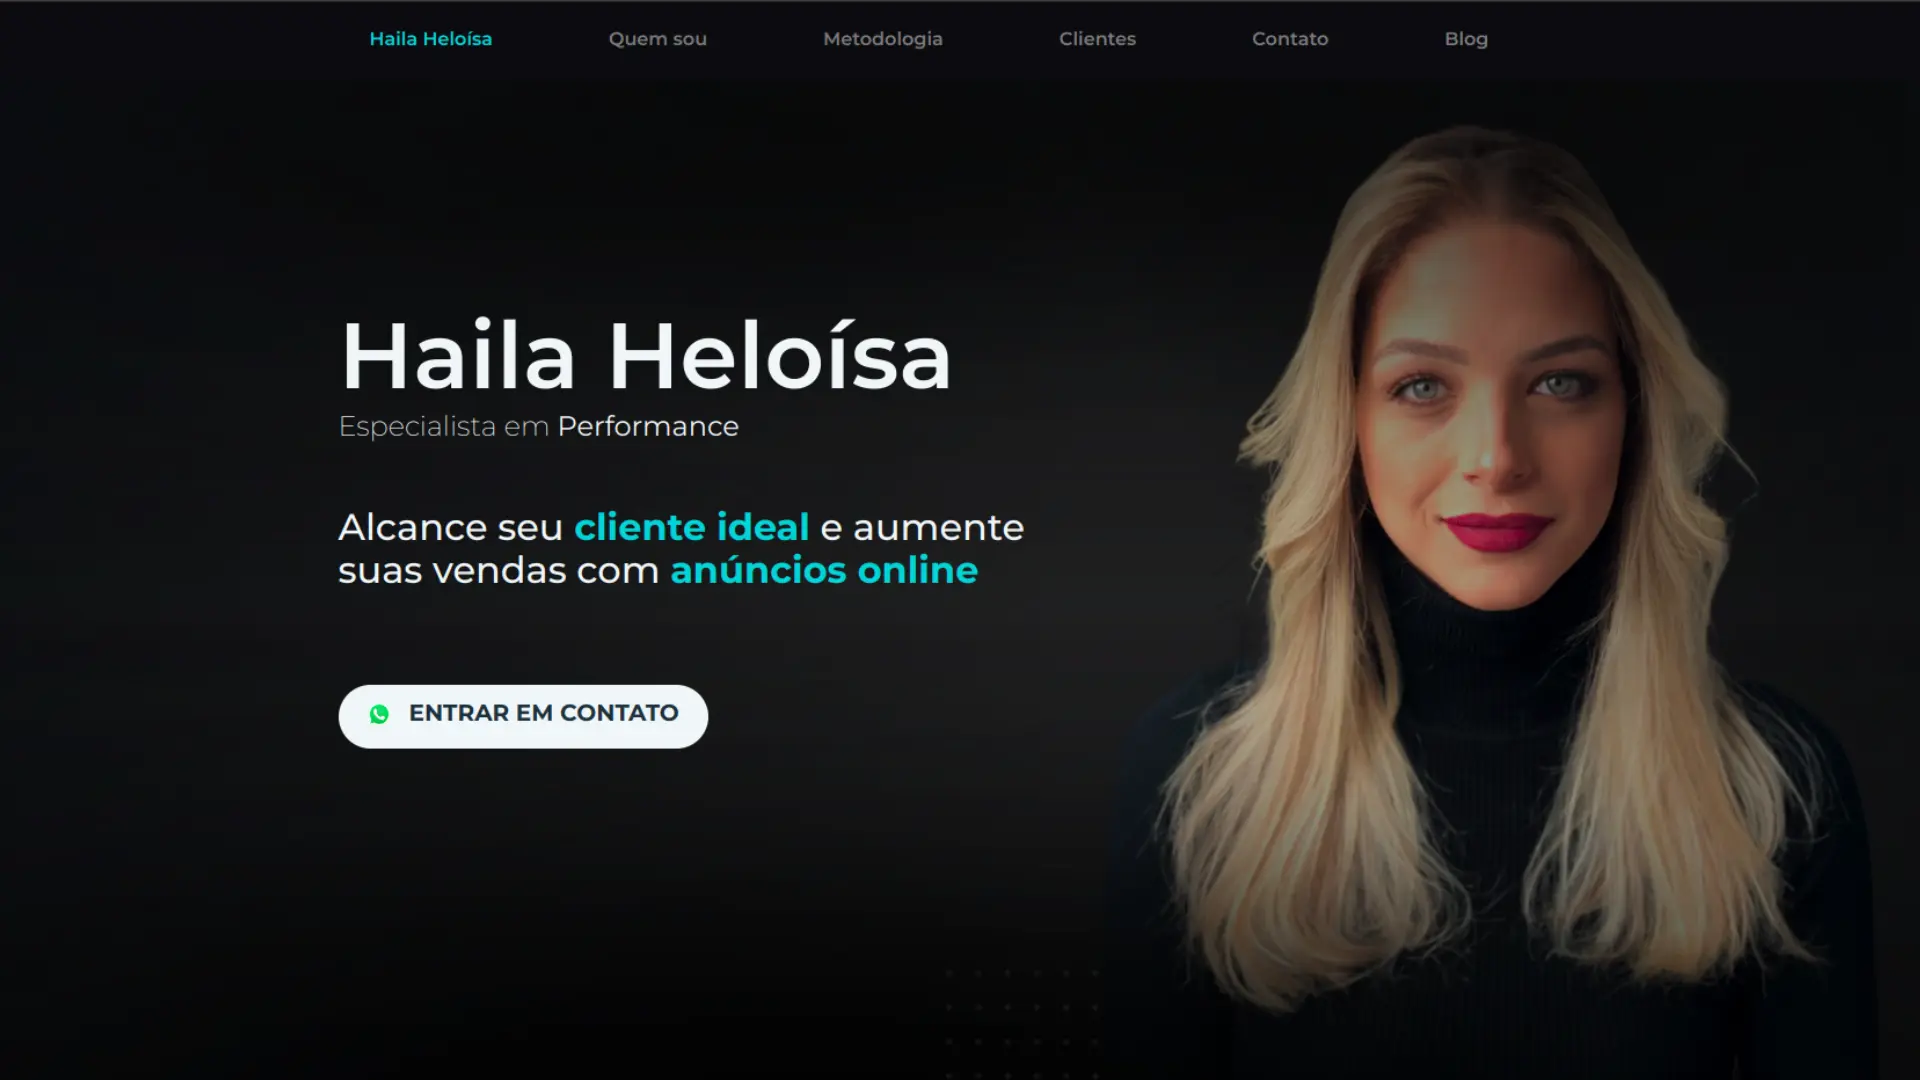 Haila Heloísa Quem sou Metodologia Clientes Contato Blog
Haila Heloísa
Especialista em Performance
Alcance seu cliente ideal e aumente
suas vendas com anúncios online
ENTRAR EM CONTATO